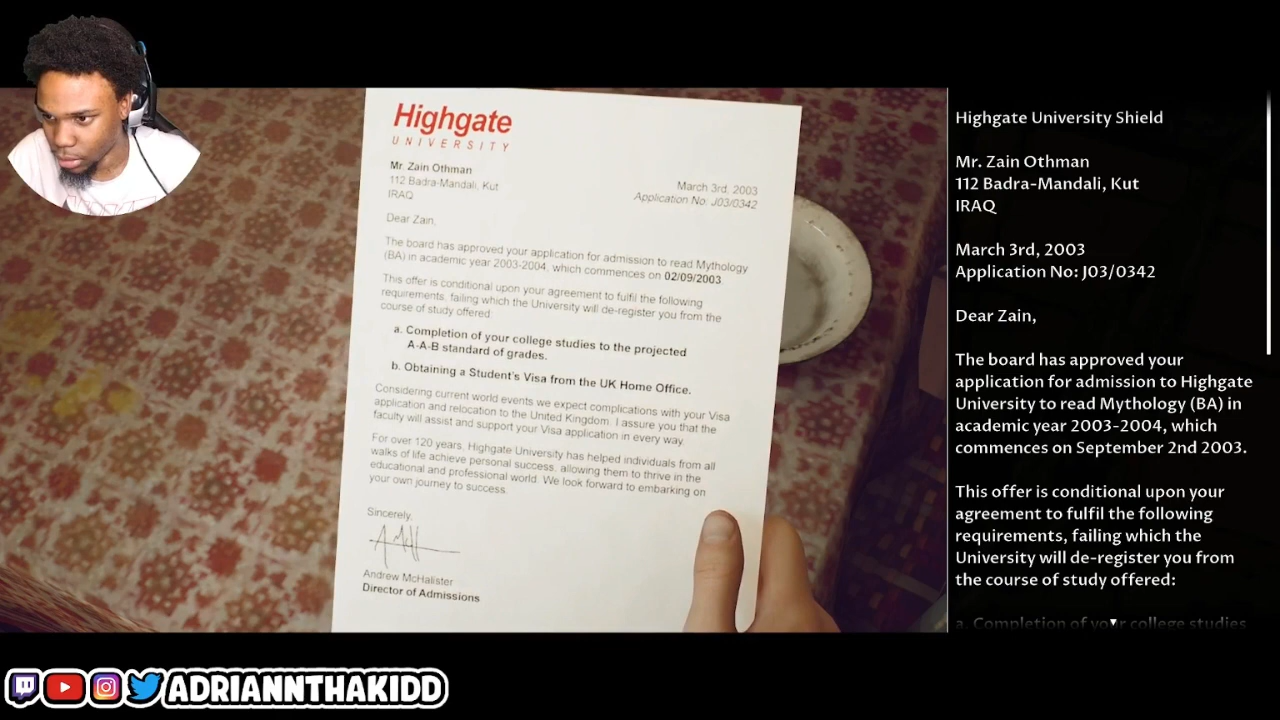 Highgate
UNIVERSITY
Mr. Zain Othman
112 Badra-Mandali, Kut
IRAQ
March 3rd, 2003
Application No: J03/0342
Dear Zain,
The board has approved your application for admission to read Mythology
(BA) in academic year 2003-2004, which commences on 02/09/2003.
This offer is conditional upon your agreement to fulfil the following
requirements, failing which the University will de-register you from the
course of study offered:
a. Completion of your college studies to the projected
A-A-B standard of grades.
b. Obtaining a Student's Visa from the UK Home Office.
Considering current world events we expect complications with your Visa
application and relocation to the United Kingdom. I assure you that the
faculty will assist and support your Visa application in every way.
For over 120 years, Highgate University has helped individuals from all
walks of life achieve personal success, allowing them to thrive in the
educational and professional world. We look forward to embarking on
your own journey to success.
Sincerely,
Andrew McHalister
Director of Admissions
Highgate University Shield
Mr. Zain Othman
112 Badra-Mandali, Kut
IRAQ
March 3rd, 2003
Application No: J03/0342
Dear Zain,
The board has approved your
application for admission to Highgate
University to read Mythology (BA) in
academic year 2003-2004, which
commences on September 2nd 2003.
This offer is conditional upon your
agreement to fulfil the following
requirements, failing which the
University will de-register you from
the course of study offered:
a. Completion of your college studies
ADRIANNTHAKIDD